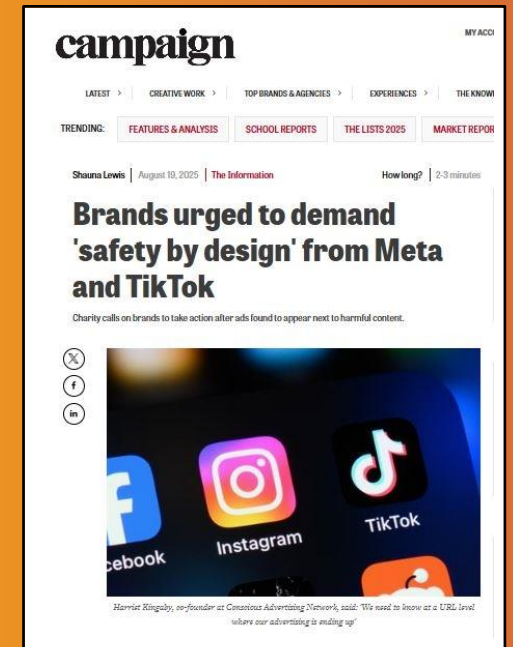 campaign
MY ACC
LATEST > CREATIVE WORK > TOP BRANDS & AGENCIES > EXPERIENCES > THE KNOW
TRENDING: FEATURES & ANALYSIS SCHOOL REPORTS THE LISTS 2025 MARKET REPOR
Shauna Lewis | August 19, 2025 | The Information How long? | 2-3 minutes
Brands urged to demand
'safety by design' from Meta
and TikTok
Charity calls on brands to take action after ads found to appear next to harmful content.
X
f
in
cebook
Instagram
TikTok
Harriet Kingaby, co-founder at Conscious Advertising Network, said: 'We need to know at a URL level
where our advertising is ending up'